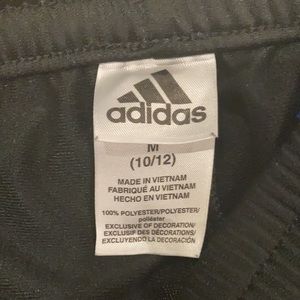 adidas
M
(10/12)
MADE IN VIETNAM
FABRIQUÉ AU VIETNAM
HECHO EN VIETNAM
100% POLYESTER/POLYESTER/
poliéster
EXCLUSIVE OF DECORATION/
EXCLUSIF DES DÉCORATIONS/
EXCLUYENDO LA DECORACIÓN